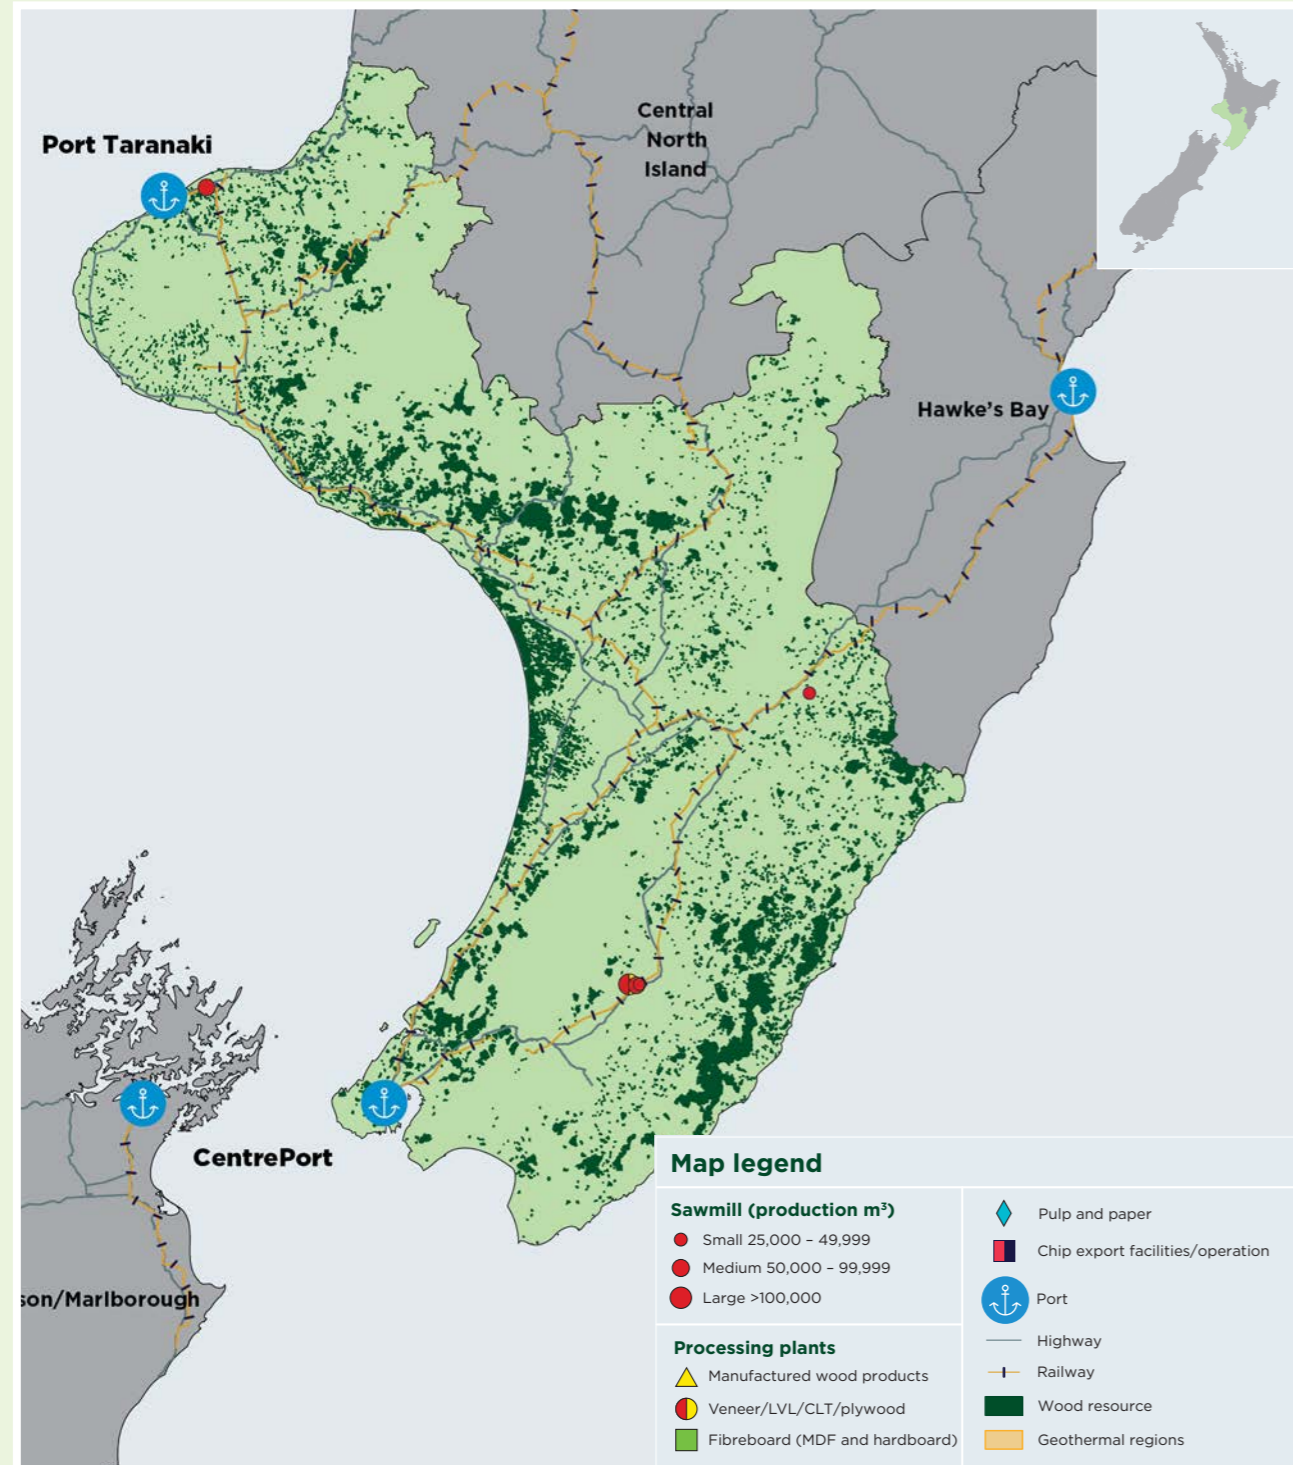 Port Taranaki
Central
North
Island
Hawke's Bay
CentrePort
son/Marlborough
Map legend
Sawmill (production m³)
Small 25,000 – 49,999
Medium 50,000 – 99,999
Large >100,000
Processing plants
Manufactured wood products
Veneer/LVL/CLT/plywood
Fibreboard (MDF and hardboard)
Pulp and paper
Chip export facilities/operation
Port
Highway
Railway
Wood resource
Geothermal regions